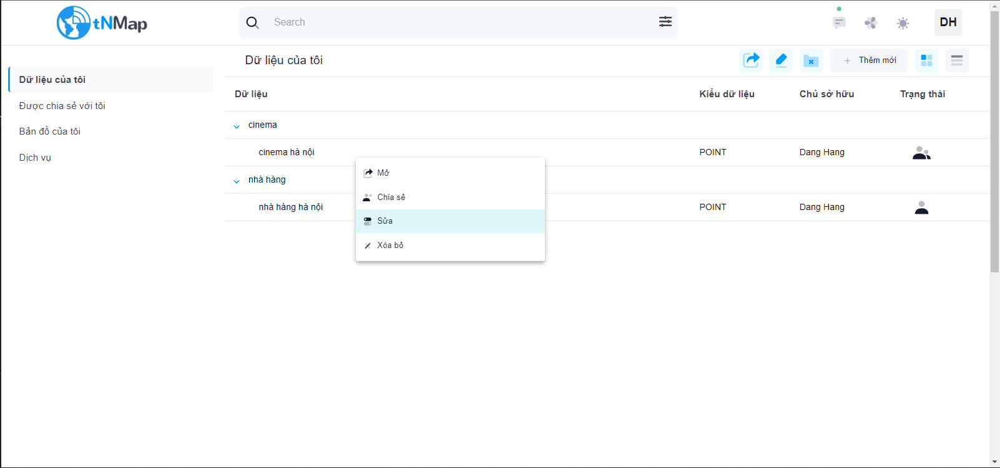 tNMap
Search
DH
Dữ liệu của tôi
Thêm mới
Dữ liệu của tôi
Được chia sẻ với tôi
Bản đồ của tôi
Dịch vụ
Dữ liệu Kiểu dữ liệu Chủ sở hữu Trạng thái
cinema
cinema hà nội POINT Dang Hang
nhà hàng
nhà hàng hà nội POINT Dang Hang
Mở
Chia sẻ
Sửa
Xóa bỏ